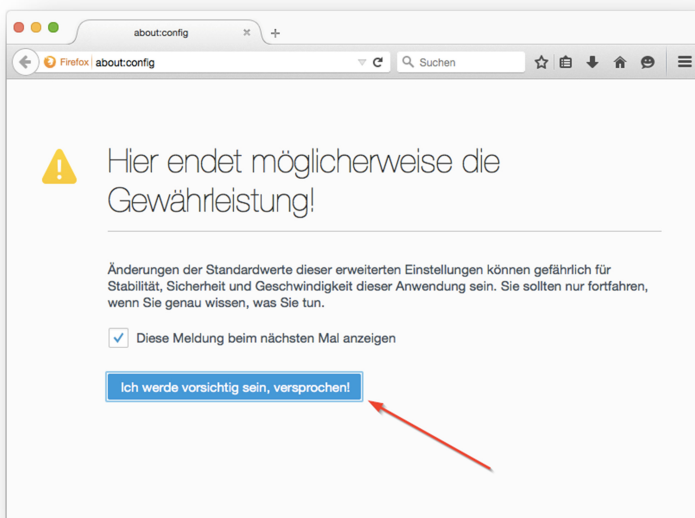 about:config
Firefox about:config
Suchen
Hier endet möglicherweise die
Gewährleistung!
Änderungen der Standardwerte dieser erweiterten Einstellungen können gefährlich für
Stabilität, Sicherheit und Geschwindigkeit dieser Anwendung sein. Sie sollten nur fortfahren,
wenn Sie genau wissen, was Sie tun.
Diese Meldung beim nächsten Mal anzeigen
Ich werde vorsichtig sein, versprochen!